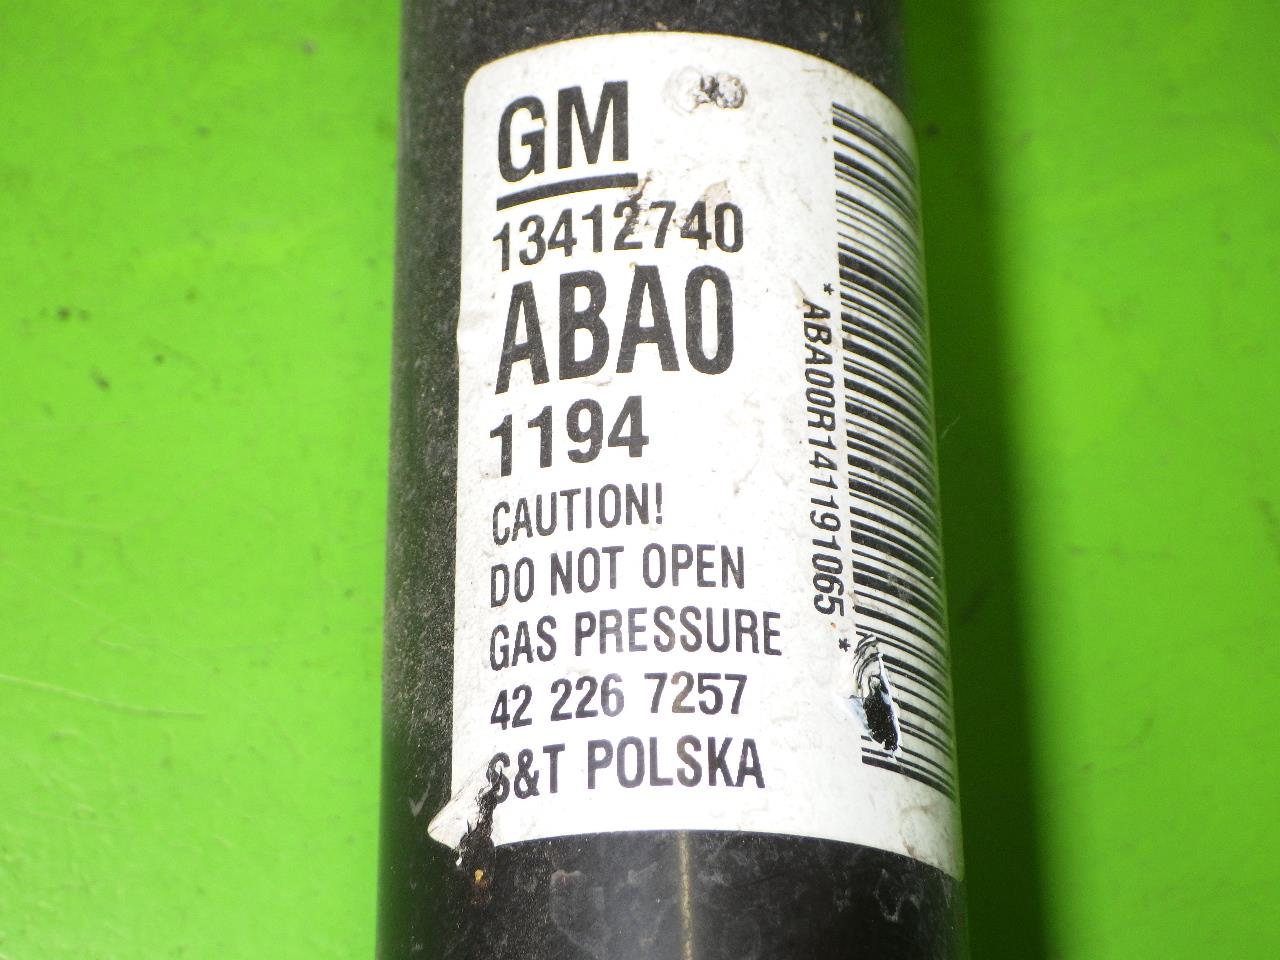 GM
13412740
ABA0
1194
CAUTION!
DO NOT OPEN
GAS PRESSURE
42 226 7257
S&T POLSKA
*ABA00R141191065*